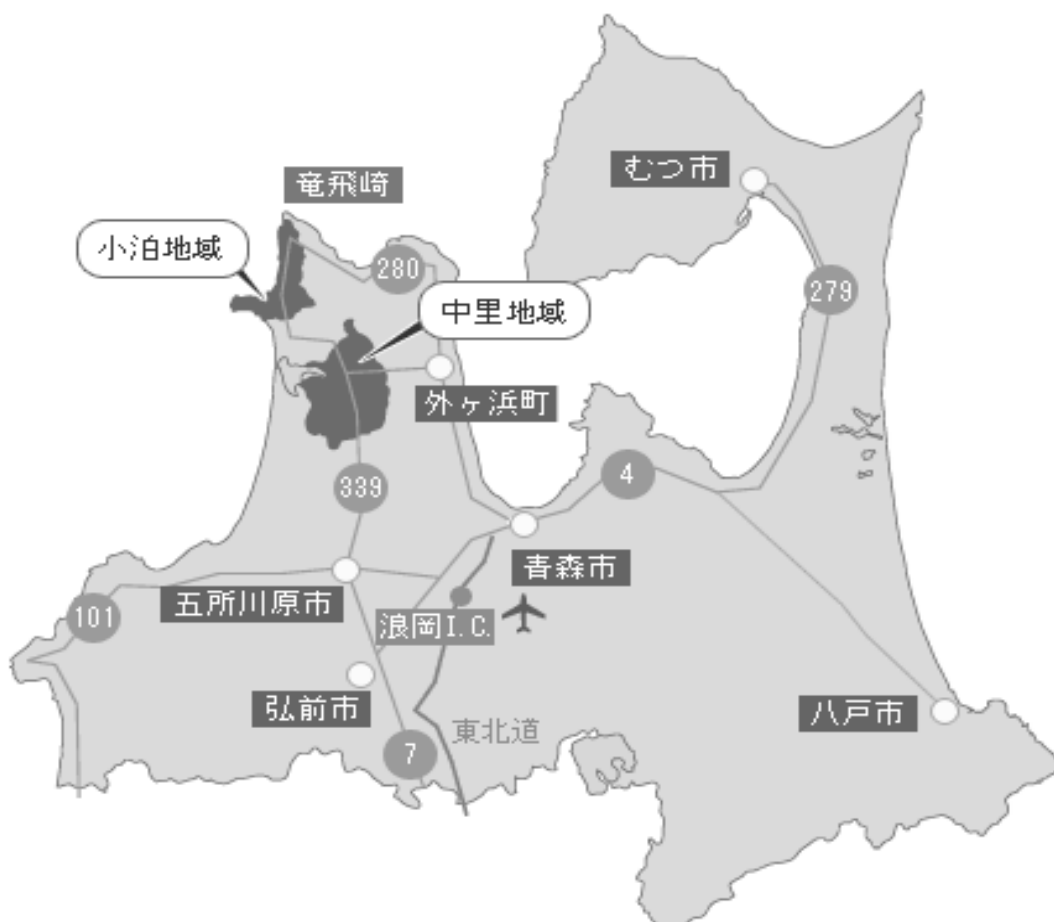 むつ市
竜飛崎
小泊地域
280
279
中里地域
外ヶ浜町
4
339
青森市
五所川原市
101
浪岡I.C.
弘前市
八戸市
東北道
7